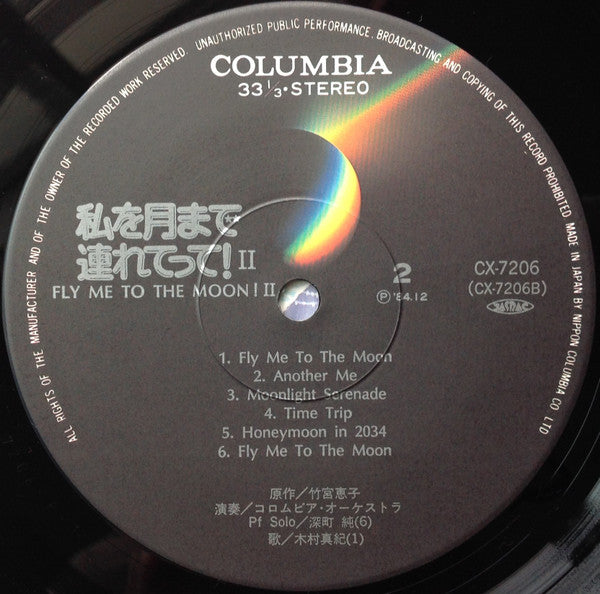 ALL RIGHTS OF THE MANUFACTURER AND OF THE OWNER OF THE RECORDED WORK RESERVED. UNAUTHORIZED PUBLIC PERFORMANCE. BROADCASTING AND COPYING OF THIS RECORD PROHIBITED MADE IN JAPAN BY NIPPON COLUMBIA CO LTD
COLUMBIA
33 1/3・STEREO
私を月まで
連れてって! II
FLY ME TO THE MOON! II
2
Ⓟ '84.12
CX-7206
(CX-7206B)
JASRAC
1. Fly Me To The Moon
2. Another Me
3. Moonlight Serenade
4. Time Trip
5. Honeymoon in 2034
6. Fly Me To The Moon
原作/竹宮恵子
演奏/コロムビア・オーケストラ
Pf Solo/深町 純(6)
歌/木村真紀(1)